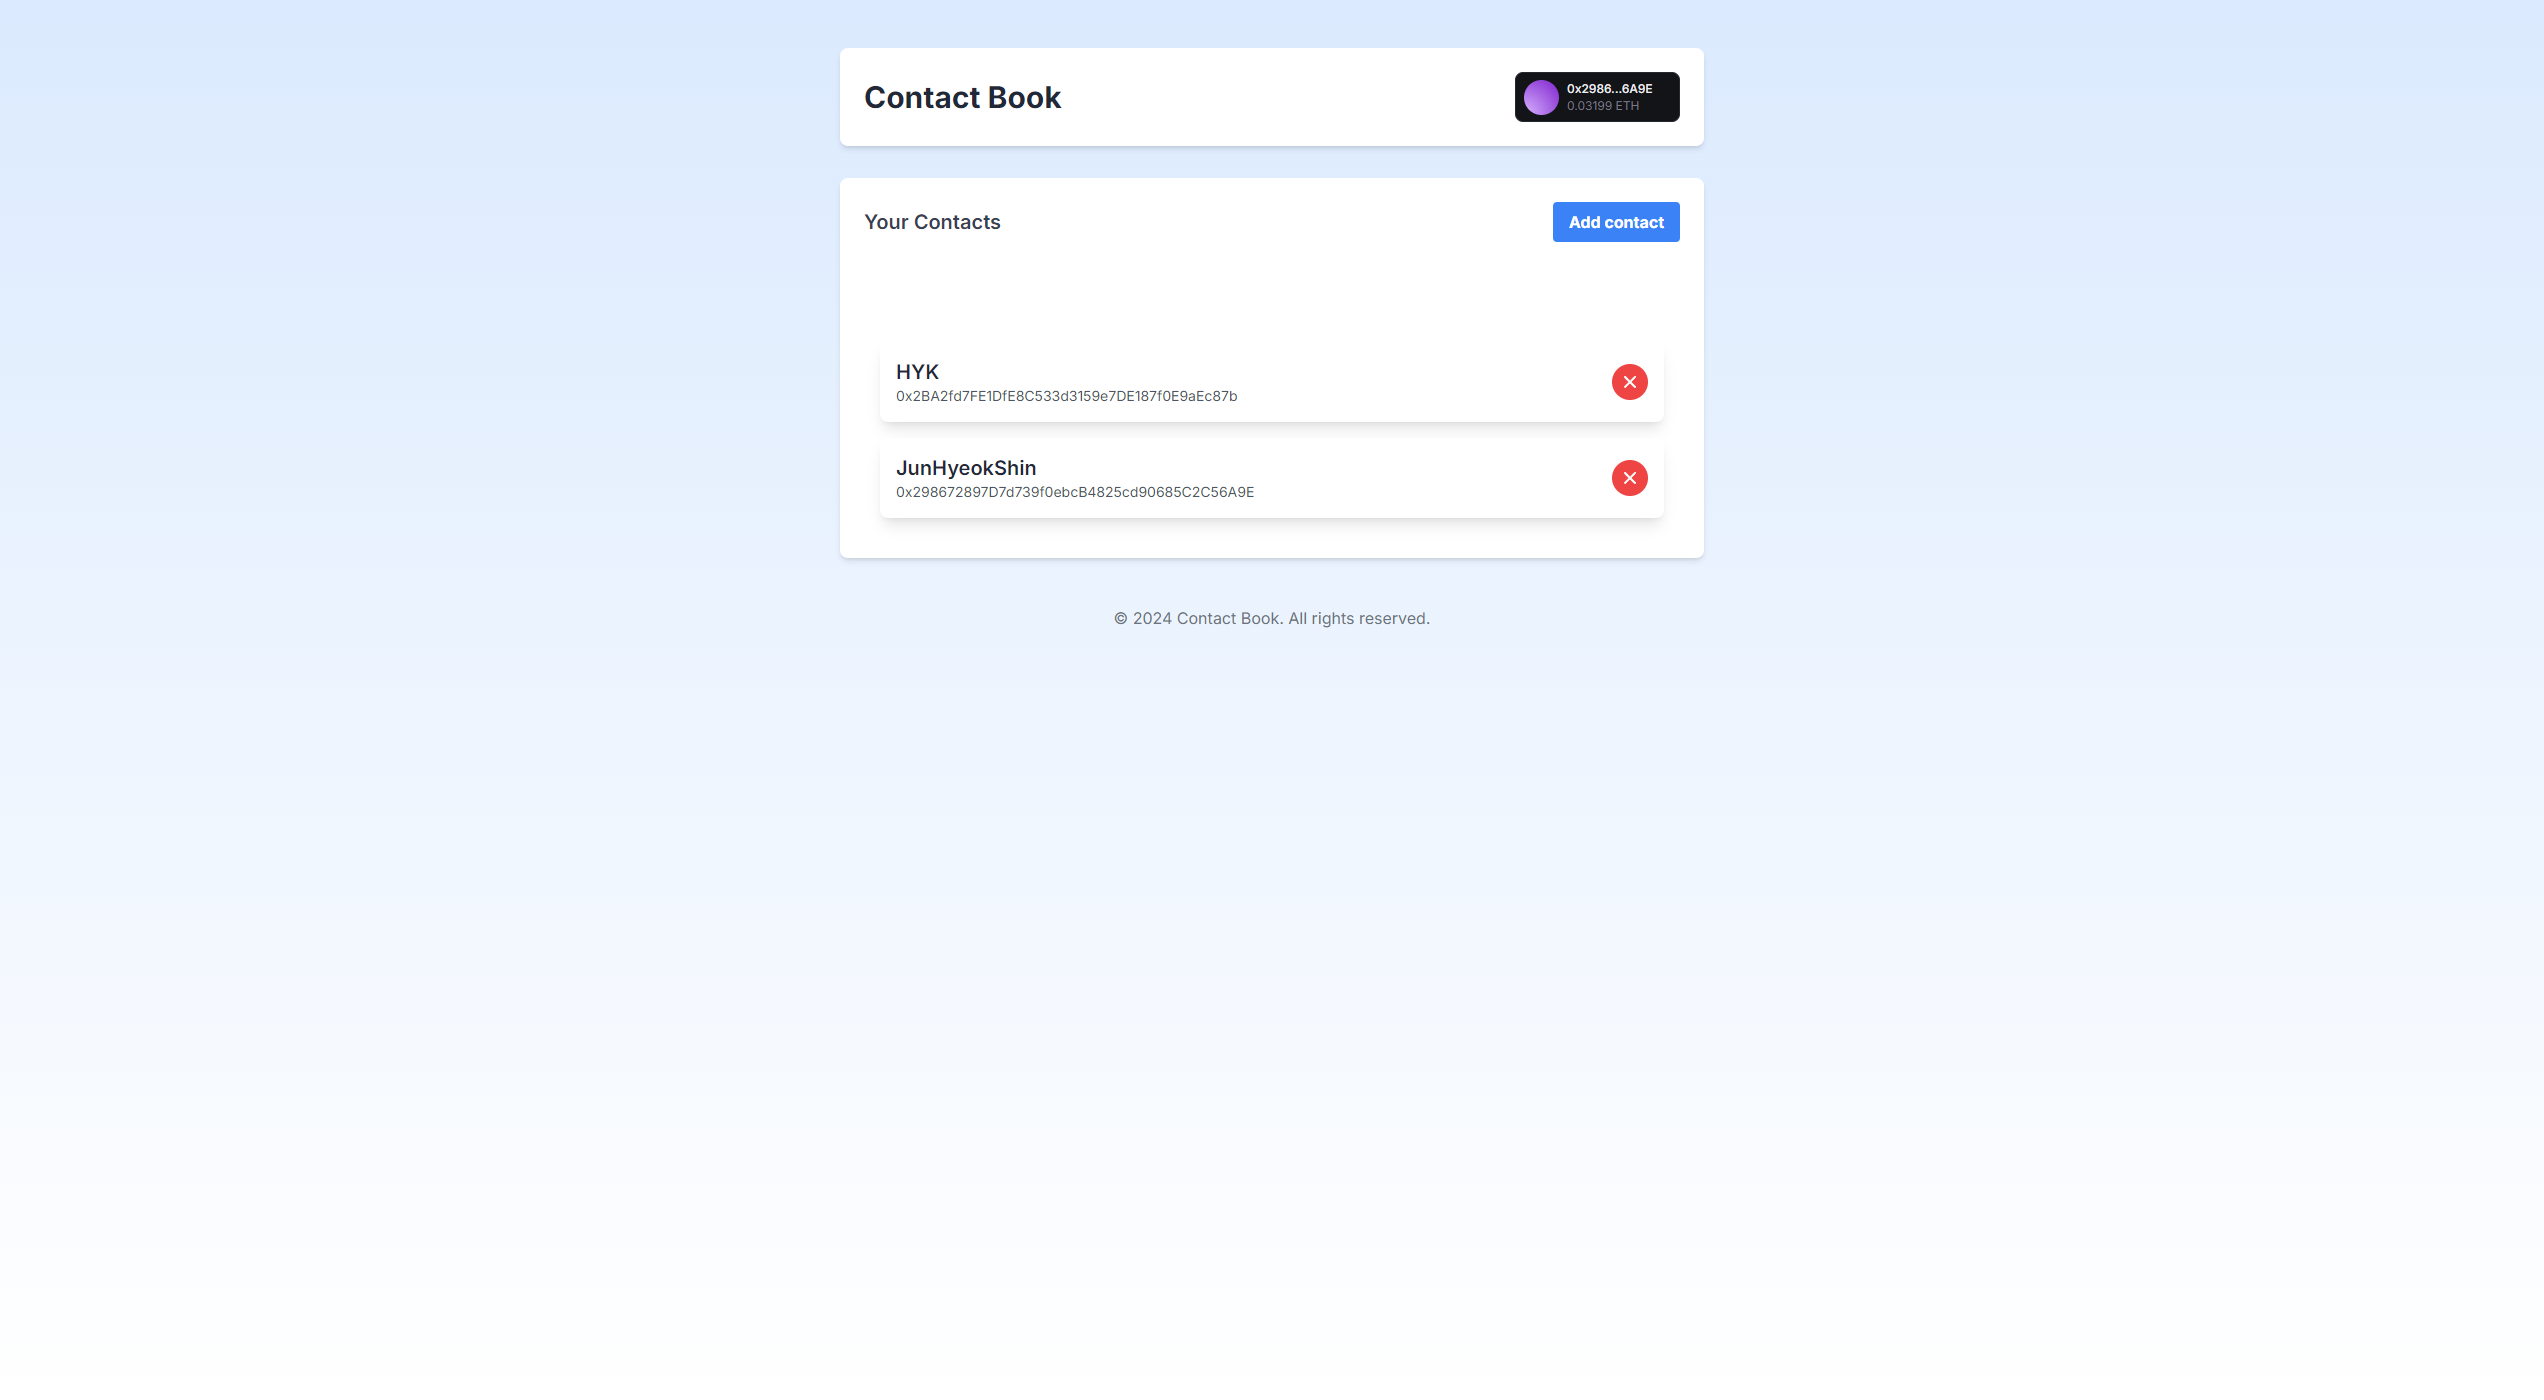 Contact Book
0x2986...6A9E
0.03199 ETH
Your Contacts
Add contact
HYK
0x2BA2fd7FE1DfE8C533d3159e7DE187f0E9aEc87b
JunHyeokShin
0x298672897D7d739f0ebcB4825cd90685C2C56A9E
© 2024 Contact Book. All rights reserved.